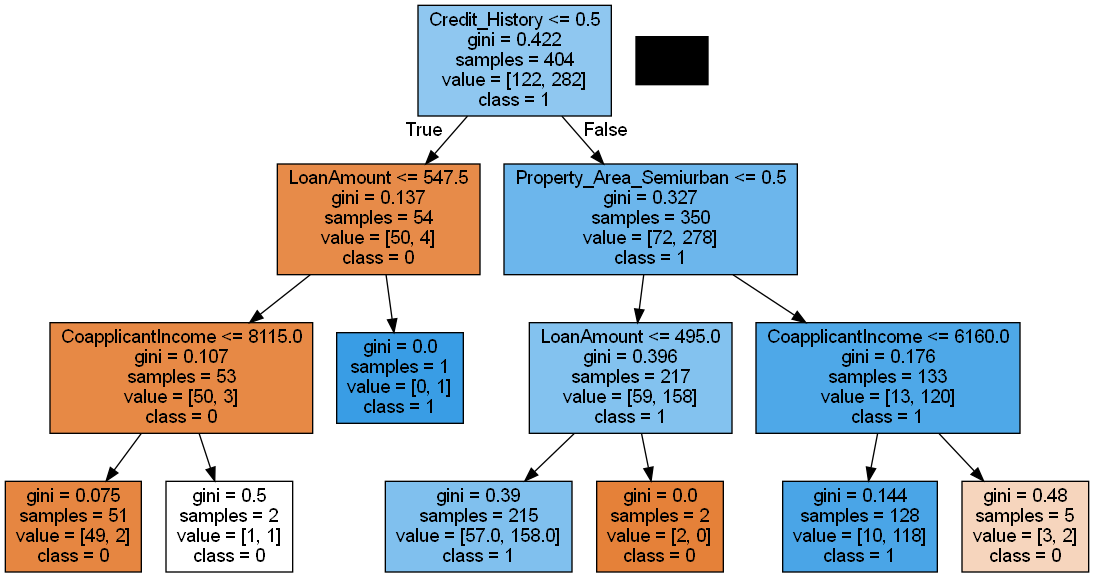 Credit_History <= 0.5
gini = 0.422
samples = 404
value = [122, 282]
class = 1
True
False
LoanAmount <= 547.5
gini = 0.137
samples = 54
value = [50, 4]
class = 0
Property_Area_Semiurban <= 0.5
gini = 0.327
samples = 350
value = [72, 278]
class = 1
CoapplicantIncome <= 8115.0
gini = 0.107
samples = 53
value = [50, 3]
class = 0
gini = 0.0
samples = 1
value = [0, 1]
class = 1
LoanAmount <= 495.0
gini = 0.396
samples = 217
value = [59, 158]
class = 1
CoapplicantIncome <= 6160.0
gini = 0.176
samples = 133
value = [13, 120]
class = 1
gini = 0.075
samples = 51
value = [49, 2]
class = 0
gini = 0.5
samples = 2
value = [1, 1]
class = 0
gini = 0.39
samples = 215
value = [57.0, 158.0]
class = 1
gini = 0.0
samples = 2
value = [2, 0]
class = 0
gini = 0.144
samples = 128
value = [10, 118]
class = 1
gini = 0.48
samples = 5
value = [3, 2]
class = 0